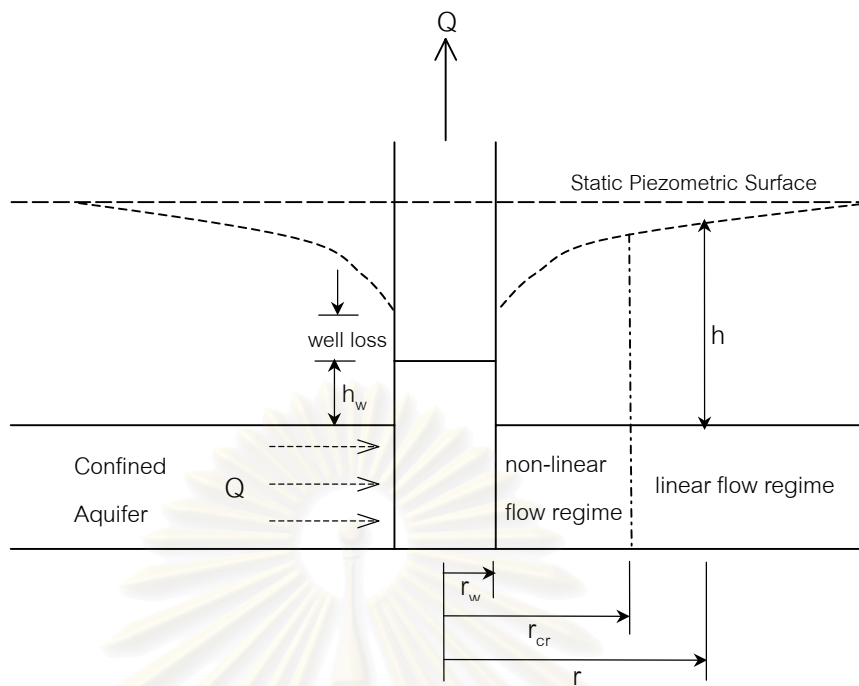 Q
Static Piezometric Surface
well loss
h
h_w
Confined
Aquifer
Q
non-linear
flow regime
linear flow regime
r_w
r_cr
r